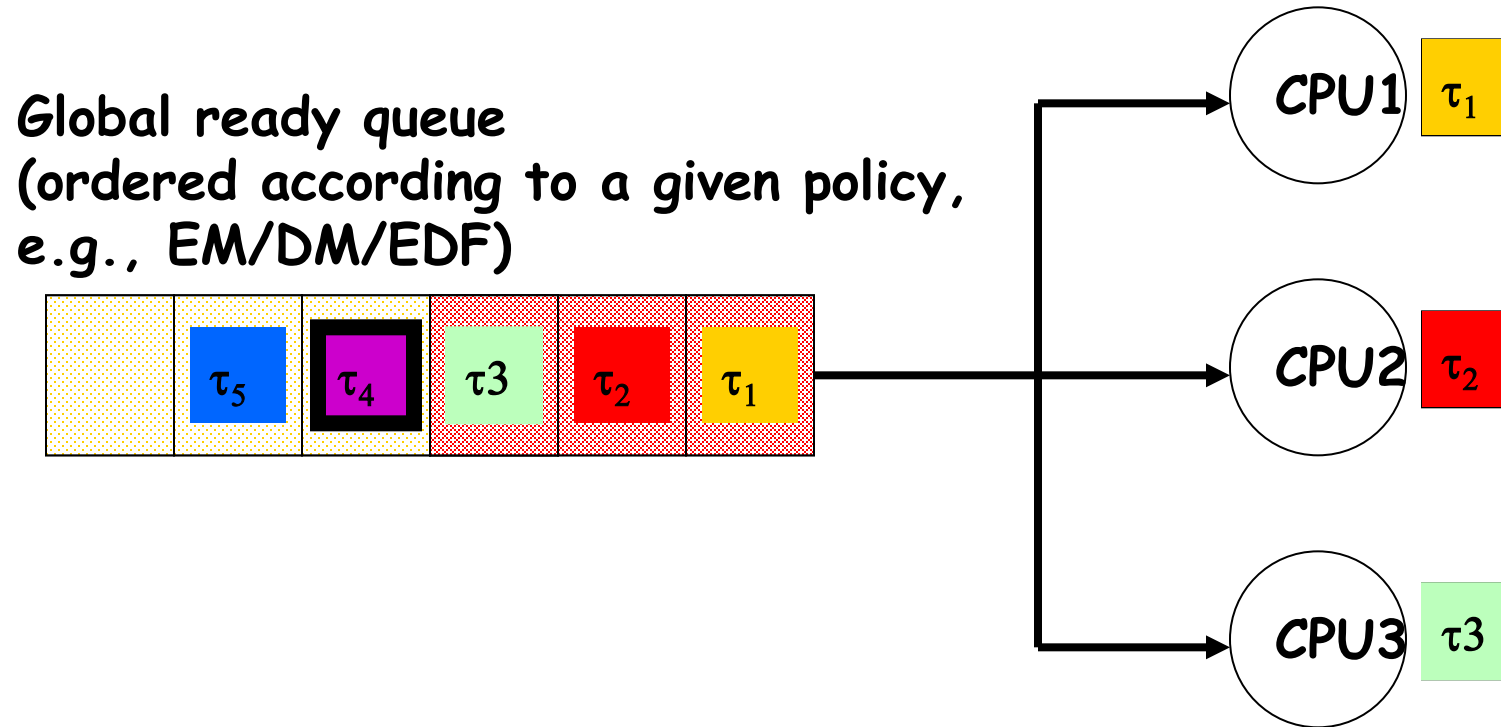 CPU1
τ₁
Global ready queue
(ordered according to a given policy,
e.g., EM/DM/EDF)
τ₅
τ₄
τ3
τ₂
τ₁
CPU2
τ₂
CPU3
τ3